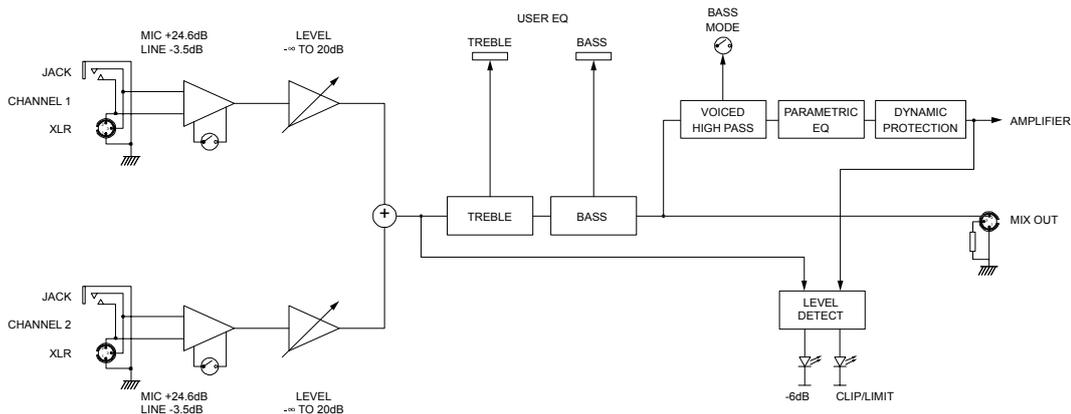 USER EQ
BASS
MODE
MIC +24.6dB
LINE -3.5dB
LEVEL
-∞ TO 20dB
TREBLE
BASS
JACK
CHANNEL 1
XLR
VOICED
HIGH PASS
PARAMETRIC
EQ
DYNAMIC
PROTECTION
AMPLIFIER
+
TREBLE
BASS
MIX OUT
JACK
CHANNEL 2
XLR
LEVEL
DETECT
MIC +24.6dB
LINE -3.5dB
LEVEL
-∞ TO 20dB
-6dB
CLIP/LIMIT